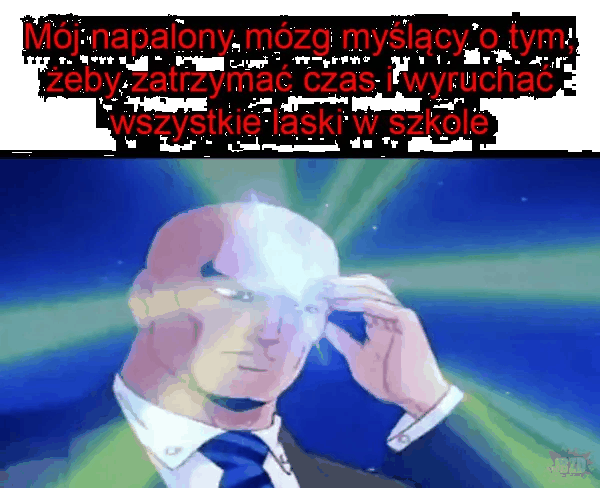 Mój napalony mózg myślący o tym,
żeby zatrzymać czas i wyruchać
wszystkie laski w szkole